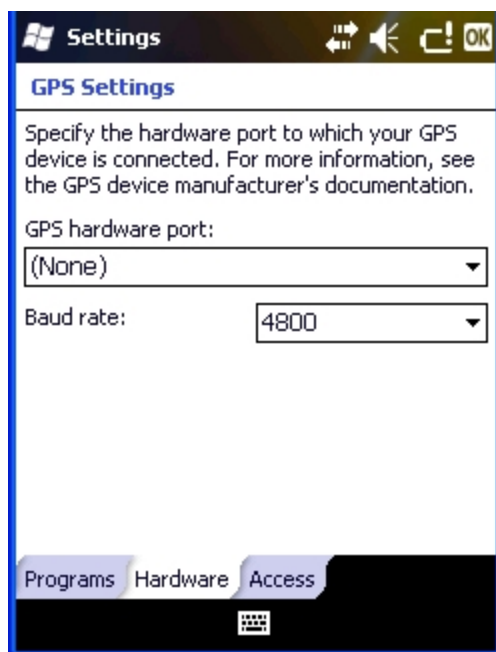 Settings
OK
GPS Settings
Specify the hardware port to which your GPS
device is connected. For more information, see
the GPS device manufacturer's documentation.
GPS hardware port:
(None)
Baud rate:
4800
Programs Hardware Access